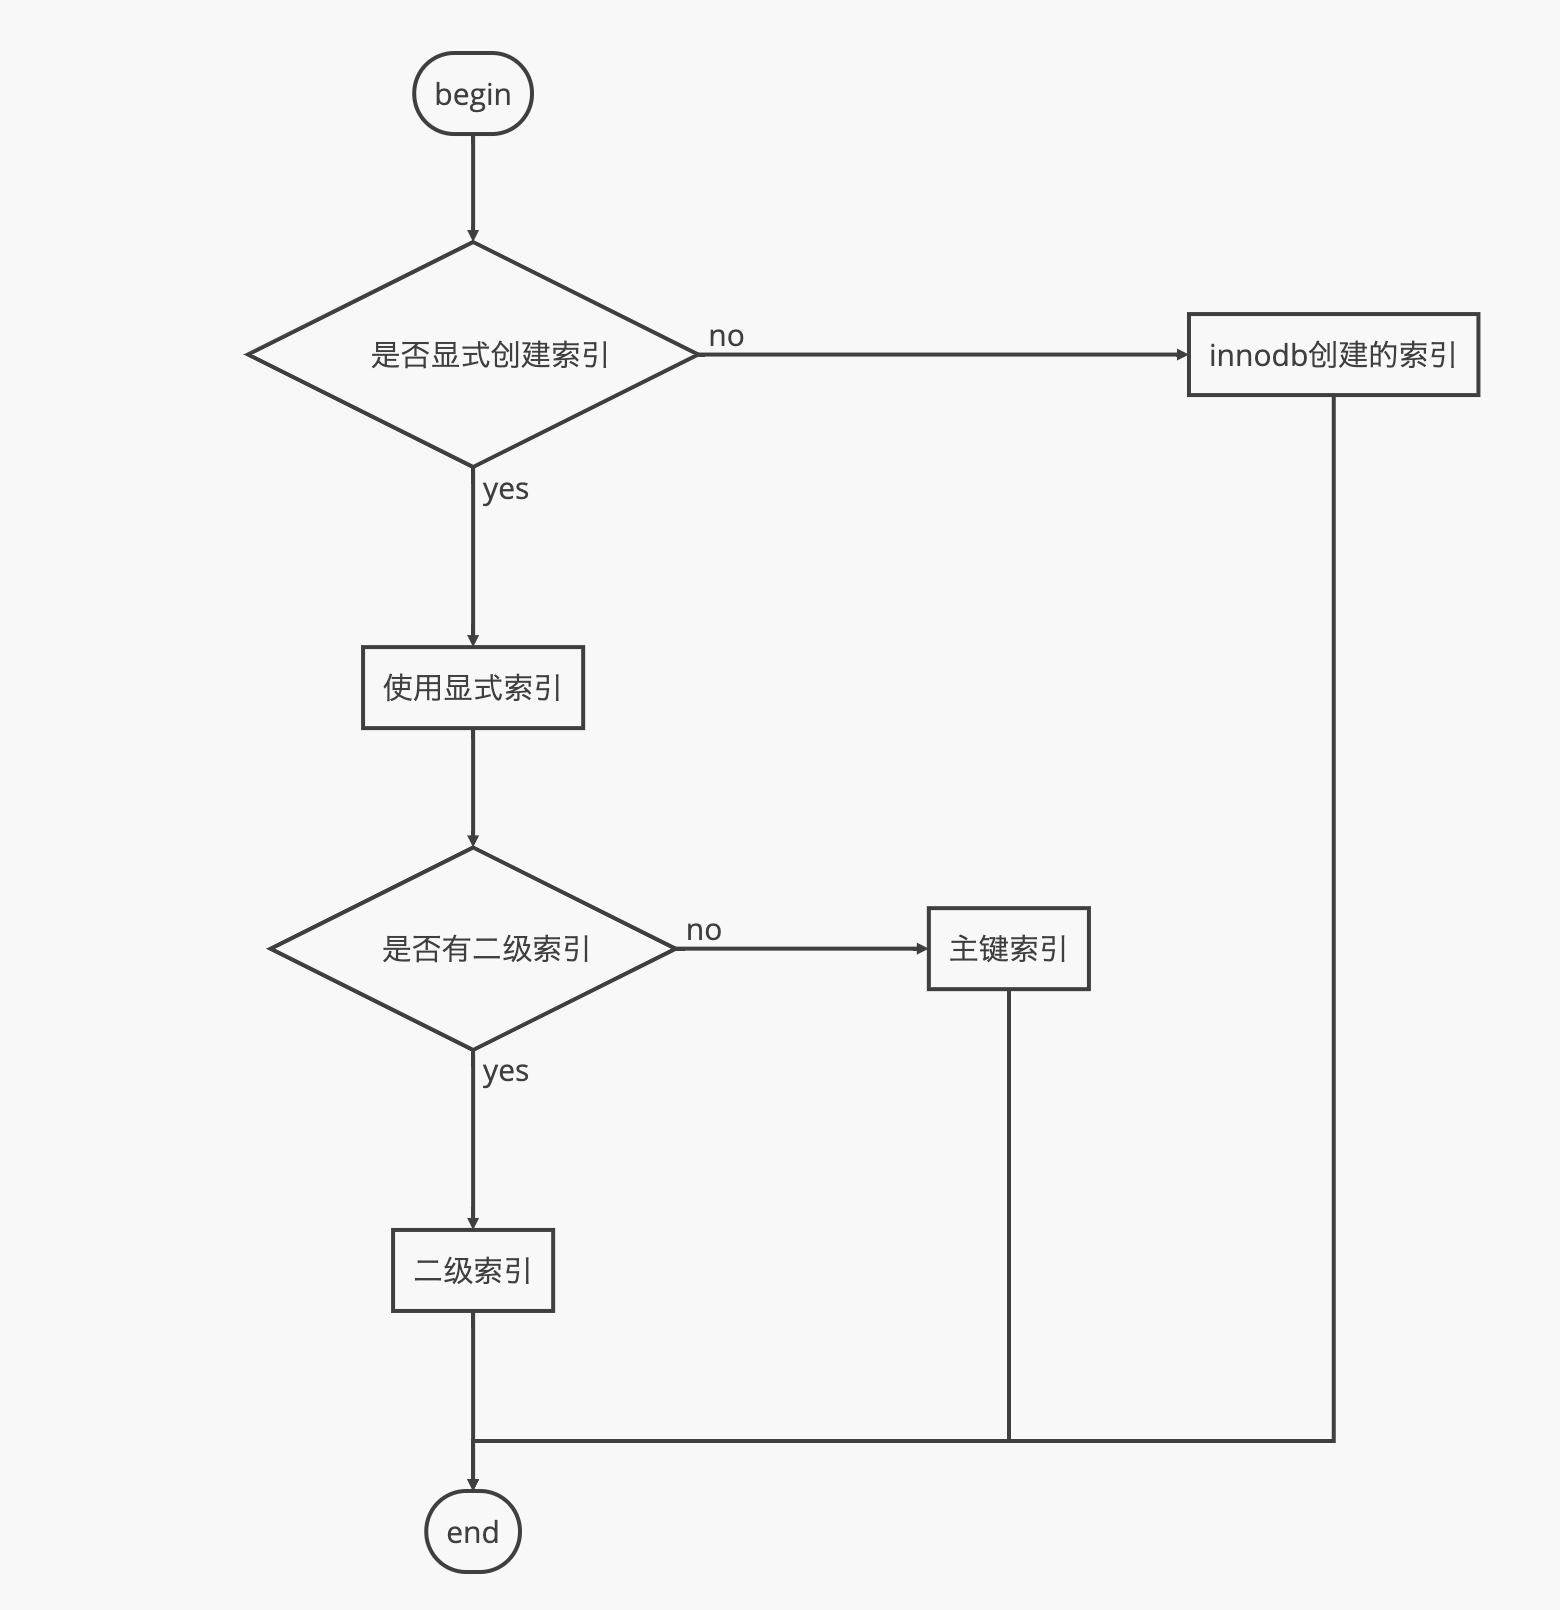 begin
是否显式创建索引
no
innodb创建的索引
yes
使用显式索引
是否有二级索引
no
主键索引
yes
二级索引
end